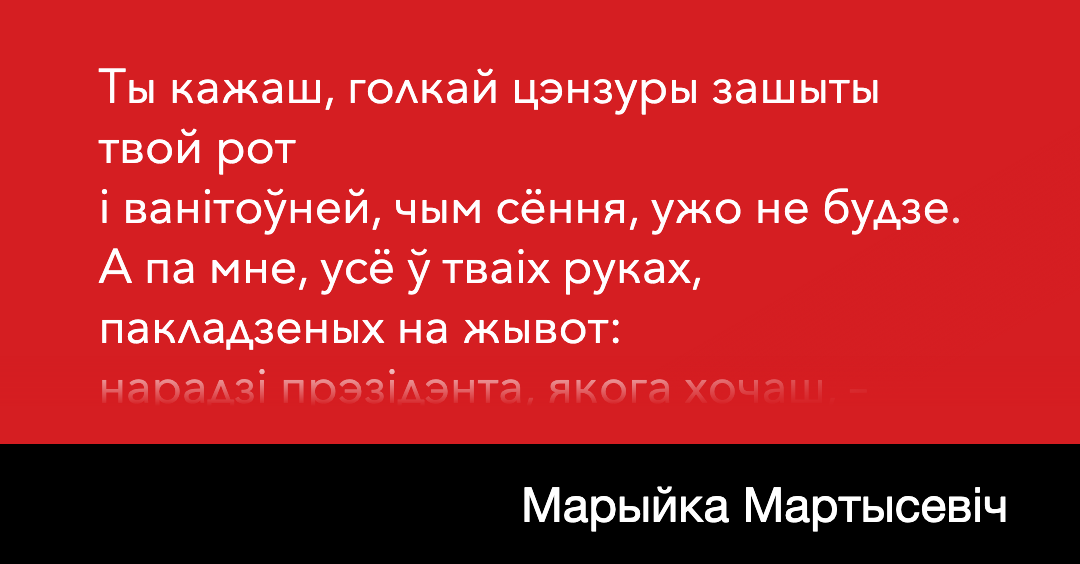 Ты кажаш, голкай цэнзуры зашыты
твой рот
і ванітоўней, чым сёння, ужо не будзе.
А па мне, усё ў тваіх руках,
пакладзеных на жывот:
нарадзі прэзідэнта, якога хочаш, –
Марыйка Мартысевіч